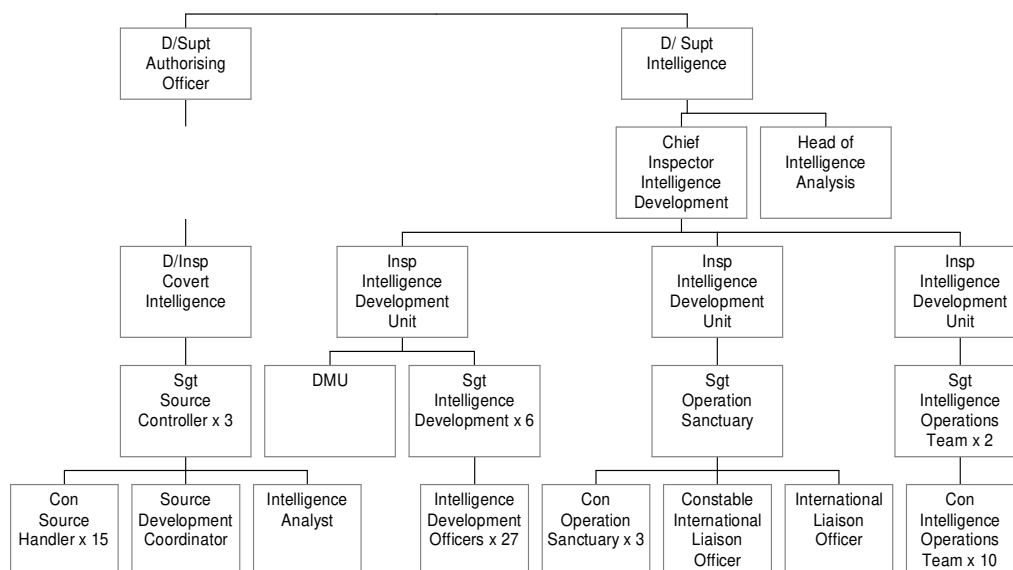 D/Supt
Authorising
Officer
D/ Supt
Intelligence
Chief
Inspector
Intelligence
Development
Head of
Intelligence
Analysis
D/Insp
Covert
Intelligence
Insp
Intelligence
Development
Unit
Insp
Intelligence
Development
Unit
Insp
Intelligence
Development
Unit
Sgt
Source
Controller x 3
DMU
Sgt
Intelligence
Development x 6
Sgt
Operation
Sanctuary
Sgt
Intelligence
Operations
Team x 2
Con
Source
Handler x 15
Source
Development
Coordinator
Intelligence
Analyst
Intelligence
Development
Officers x 27
Con
Operation
Sanctuary x 3
Constable
International
Liaison
Officer
International
Liaison
Officer
Con
Intelligence
Operations
Team x 10